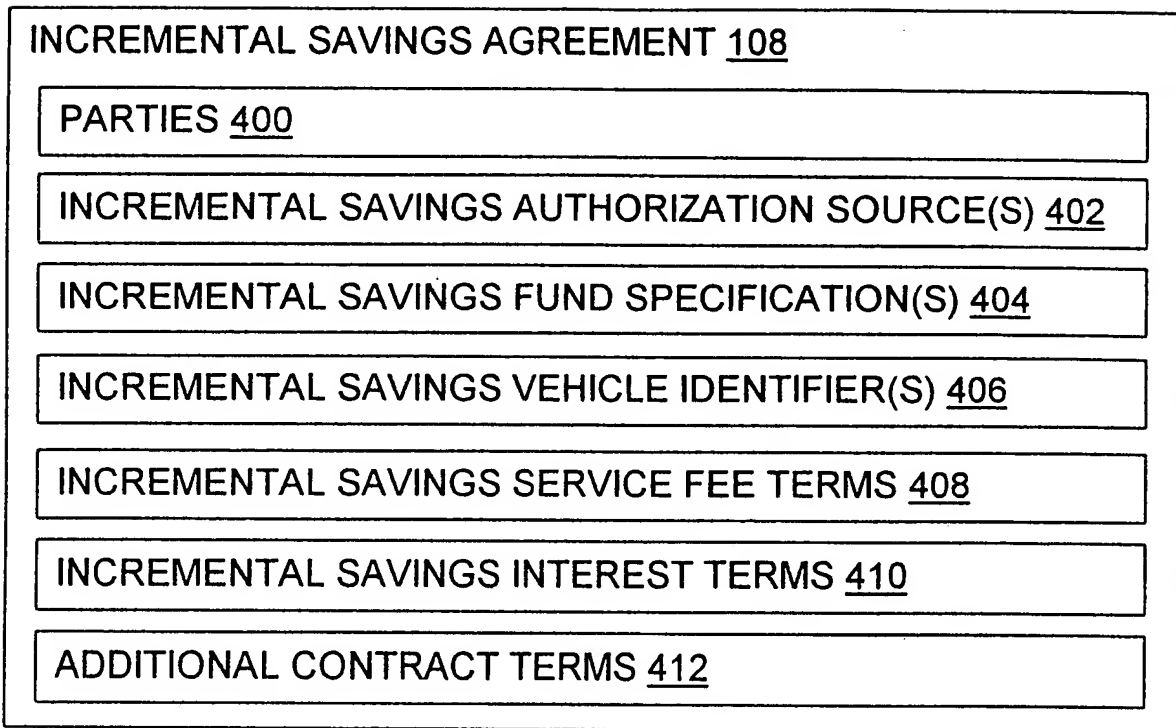 INCREMENTAL SAVINGS AGREEMENT 108
PARTIES 400
INCREMENTAL SAVINGS AUTHORIZATION SOURCE(S) 402
INCREMENTAL SAVINGS FUND SPECIFICATION(S) 404
INCREMENTAL SAVINGS VEHICLE IDENTIFIER(S) 406
INCREMENTAL SAVINGS SERVICE FEE TERMS 408
INCREMENTAL SAVINGS INTEREST TERMS 410
ADDITIONAL CONTRACT TERMS 412